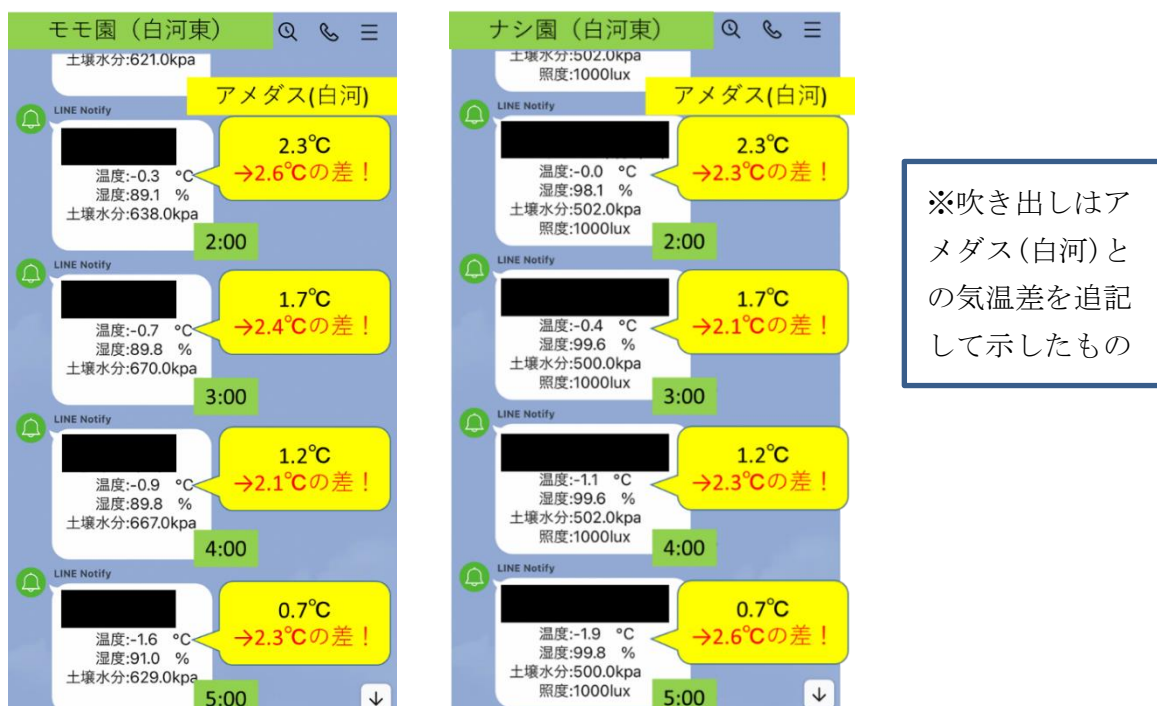 モモ園（白河東）
土壌水分:621.0kpa
アメダス(白河)
LINE Notify
2.3℃
→2.6℃の差！
温度:-0.3 °C
湿度:89.1 %
土壌水分:638.0kpa
2:00
LINE Notify
1.7℃
→2.4℃の差！
温度:-0.7 °C
湿度:89.8 %
土壌水分:670.0kpa
3:00
LINE Notify
1.2℃
→2.1℃の差！
温度:-0.9 °C
湿度:89.8 %
土壌水分:667.0kpa
4:00
LINE Notify
0.7℃
→2.3℃の差！
温度:-1.6 °C
湿度:91.0 %
土壌水分:629.0kpa
5:00
ナシ園（白河東）
土壌水分:502.0kpa
照度:1000lux
アメダス(白河)
LINE Notify
2.3℃
→2.3℃の差！
温度:-0.0 °C
湿度:98.1 %
土壌水分:502.0kpa
照度:1000lux
2:00
LINE Notify
1.7℃
→2.1℃の差！
温度:-0.4 °C
湿度:99.6 %
土壌水分:500.0kpa
照度:1000lux
3:00
LINE Notify
1.2℃
→2.3℃の差！
温度:-1.1 °C
湿度:99.6 %
土壌水分:502.0kpa
照度:1000lux
4:00
LINE Notify
0.7℃
→2.6℃の差！
温度:-1.9 °C
湿度:99.8 %
土壌水分:500.0kpa
照度:1000lux
5:00
※吹き出しはア
メダス(白河)と
の気温差を追記
して示したもの